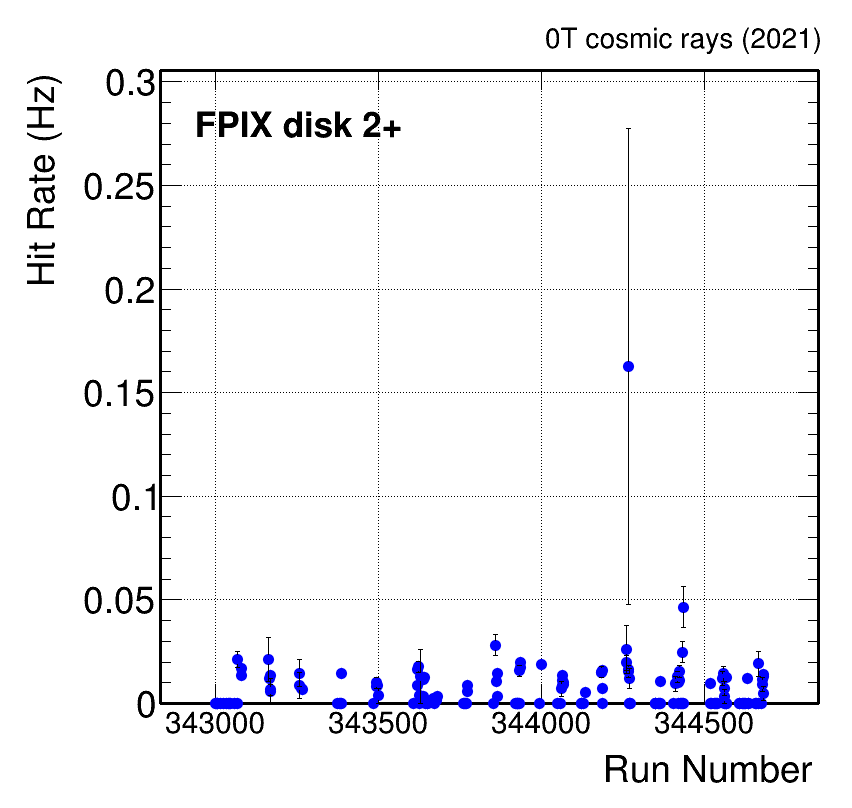 0T cosmic rays (2021)
FPIX disk 2+
Hit Rate (Hz)
0.3
0.25
0.2
0.15
0.1
0.05
0
343000 343500 344000 344500
Run Number